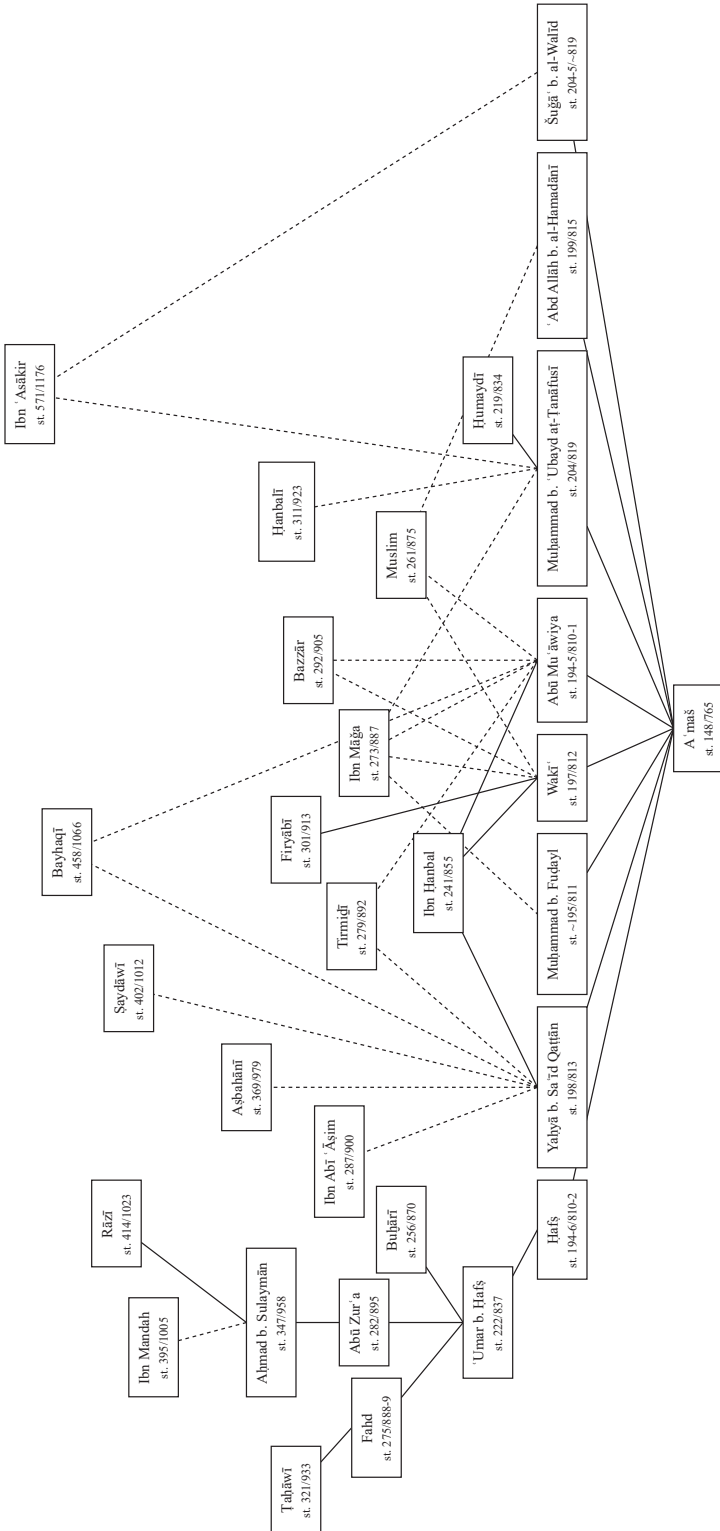 Ibn ʿAsākir
st. 571/1176
Bayhaqī
st. 458/1066
Ṣaydāwī
st. 402/1012
Rāzī
st. 414/1023
Ibn Mandah
st. 395/1005
Aṣbahānī
st. 369/979
Aḥmad b. Sulaymān
st. 347/958
Ṭaḥāwī
st. 321/933
Ḥanbalī
st. 311/923
Bazzār
st. 292/905
Firyābī
st. 301/913
Ibn Abī ʿĀṣim
st. 287/900
Ibn Māǧa
st. 273/887
Tirmiḏī
st. 279/892
Abū Zurʿa
st. 282/895
Fahd
st. 275/888-9
Muslim
st. 261/875
Buḫārī
st. 256/870
Ibn Ḥanbal
st. 241/855
Ḥumaydī
st. 219/834
ʿUmar b. Ḥafṣ
st. 222/837
Ḥafṣ
st. 194-6/810-2
Yaḥyā b. Saʿīd Qaṭṭān
st. 198/813
Muḥammad b. Fuḍayl
st. ~195/811
Wakīʿ
st. 197/812
Abū Muʿāwiya
st. 194-5/810-1
Muḥammad b. ʿUbayd aṭ-Ṭanāfusī
st. 204/819
ʿAbd Allāh b. al-Hamadānī
st. 199/815
Šuǧāʿ b. al-Walīd
st. 204-5/~819
Aʿmaš
st. 148/765